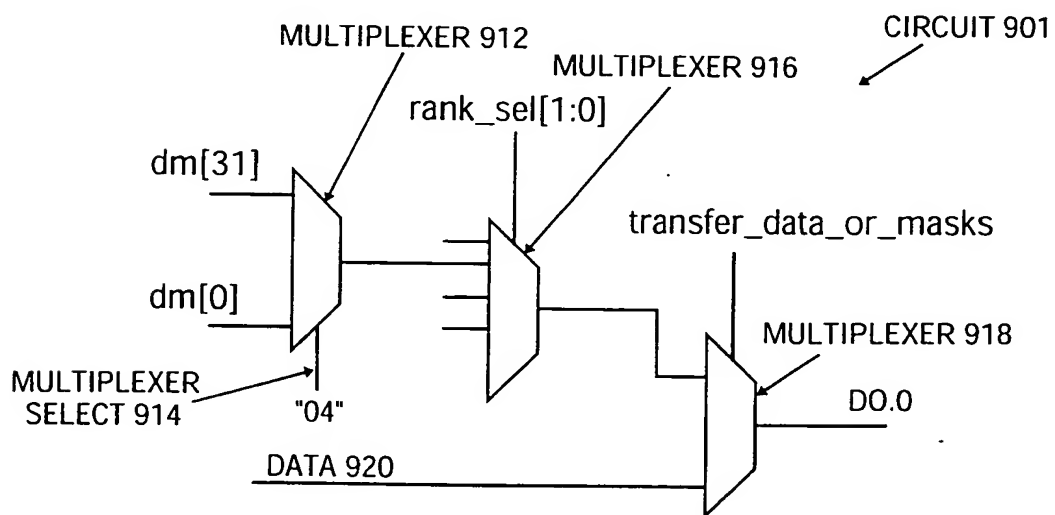 CIRCUIT 901
MULTIPLEXER 912
MULTIPLEXER 916
rank_sel[1:0]
dm[31]
transfer_data_or_masks
dm[0]
MULTIPLEXER 918
MULTIPLEXER
SELECT 914
"04"
DO.0
DATA 920